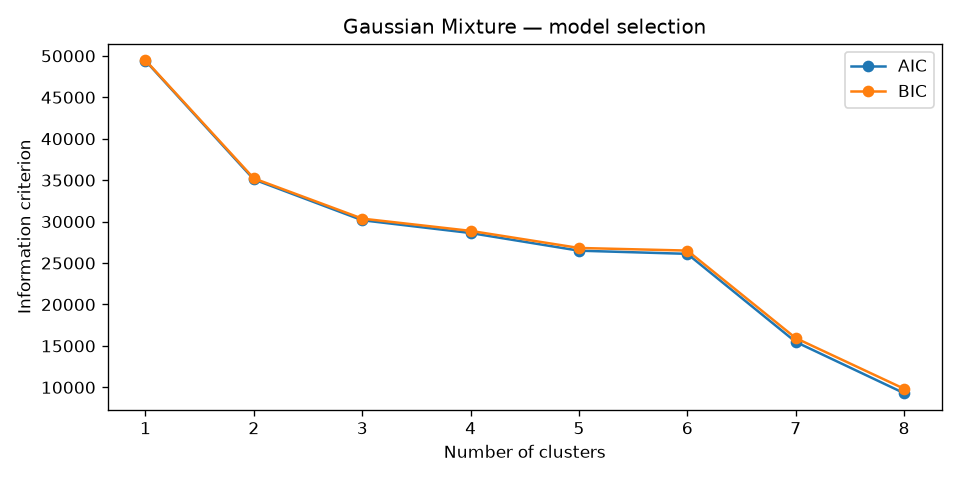 Gaussian Mixture — model selection
AIC
BIC
Information criterion
50000
45000
40000
35000
30000
25000
20000
15000
10000
1 2 3 4 5 6 7 8
Number of clusters